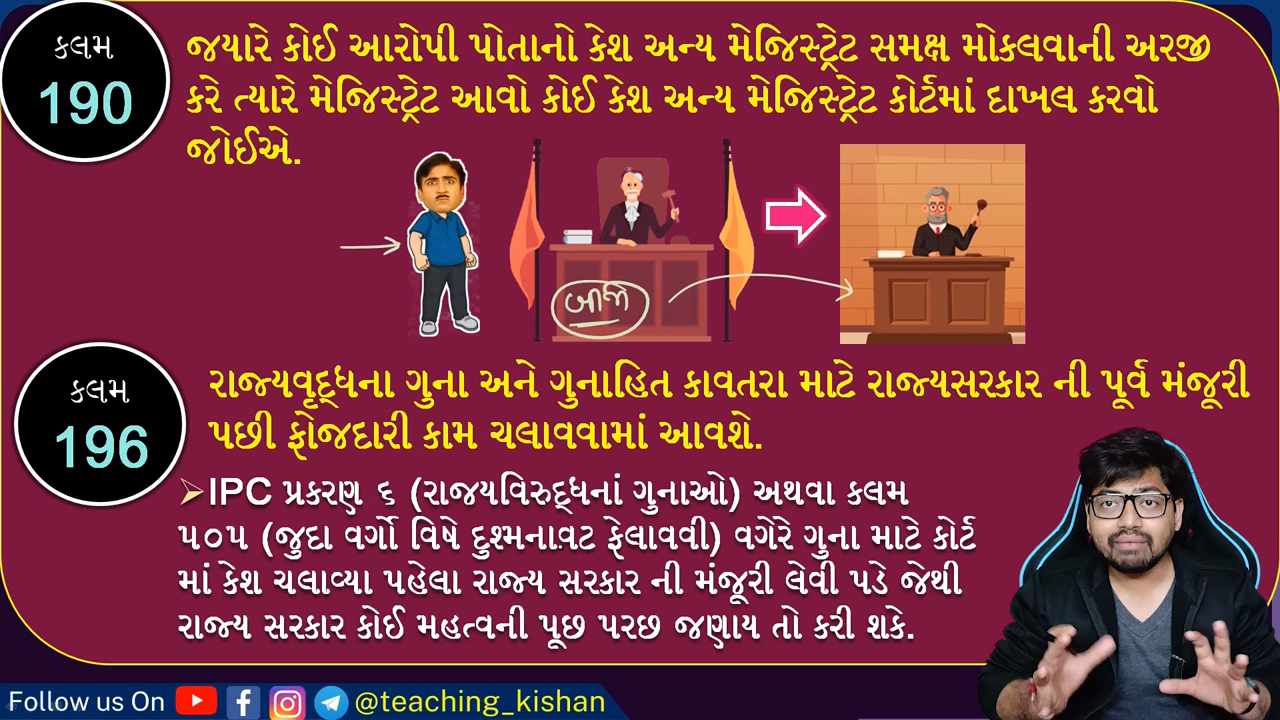 કલમ
190
જયારે કોઈ આરોપી પોતાનો કેશ અન્ય મેજિસ્ટ્રેટ સમક્ષ મોકલવાની અરજી
કરે ત્યારે મેજિસ્ટ્રેટ આવો કોઈ કેશ અન્ય મેજિસ્ટ્રેટ કોર્ટમાં દાખલ કરવો
જોઈએ.
બીજો
કલમ
196
રાજ્યવૃદ્ધના ગુના અને ગુનાહિત કાવતરા માટે રાજ્યસરકાર ની પૂર્વ મંજૂરી
પછી ફોજદારી કામ ચલાવવામાં આવશે.
➢IPC પ્રકરણ ૬ (રાજયવિરુદ્ધનાં ગુનાઓ) અથવા કલમ
૫૦૫ (જુદા વર્ગો વિષે દુશ્મનાવટ ફેલાવવી) વગેરે ગુના માટે કોર્ટ
માં કેશ ચલાવ્યા પહેલા રાજ્ય સરકાર ની મંજૂરી લેવી પડે જેથી
રાજ્ય સરકાર કોઈ મહત્વની પૂછ પરછ જણાય તો કરી શકે.
Follow us On @teaching_kishan